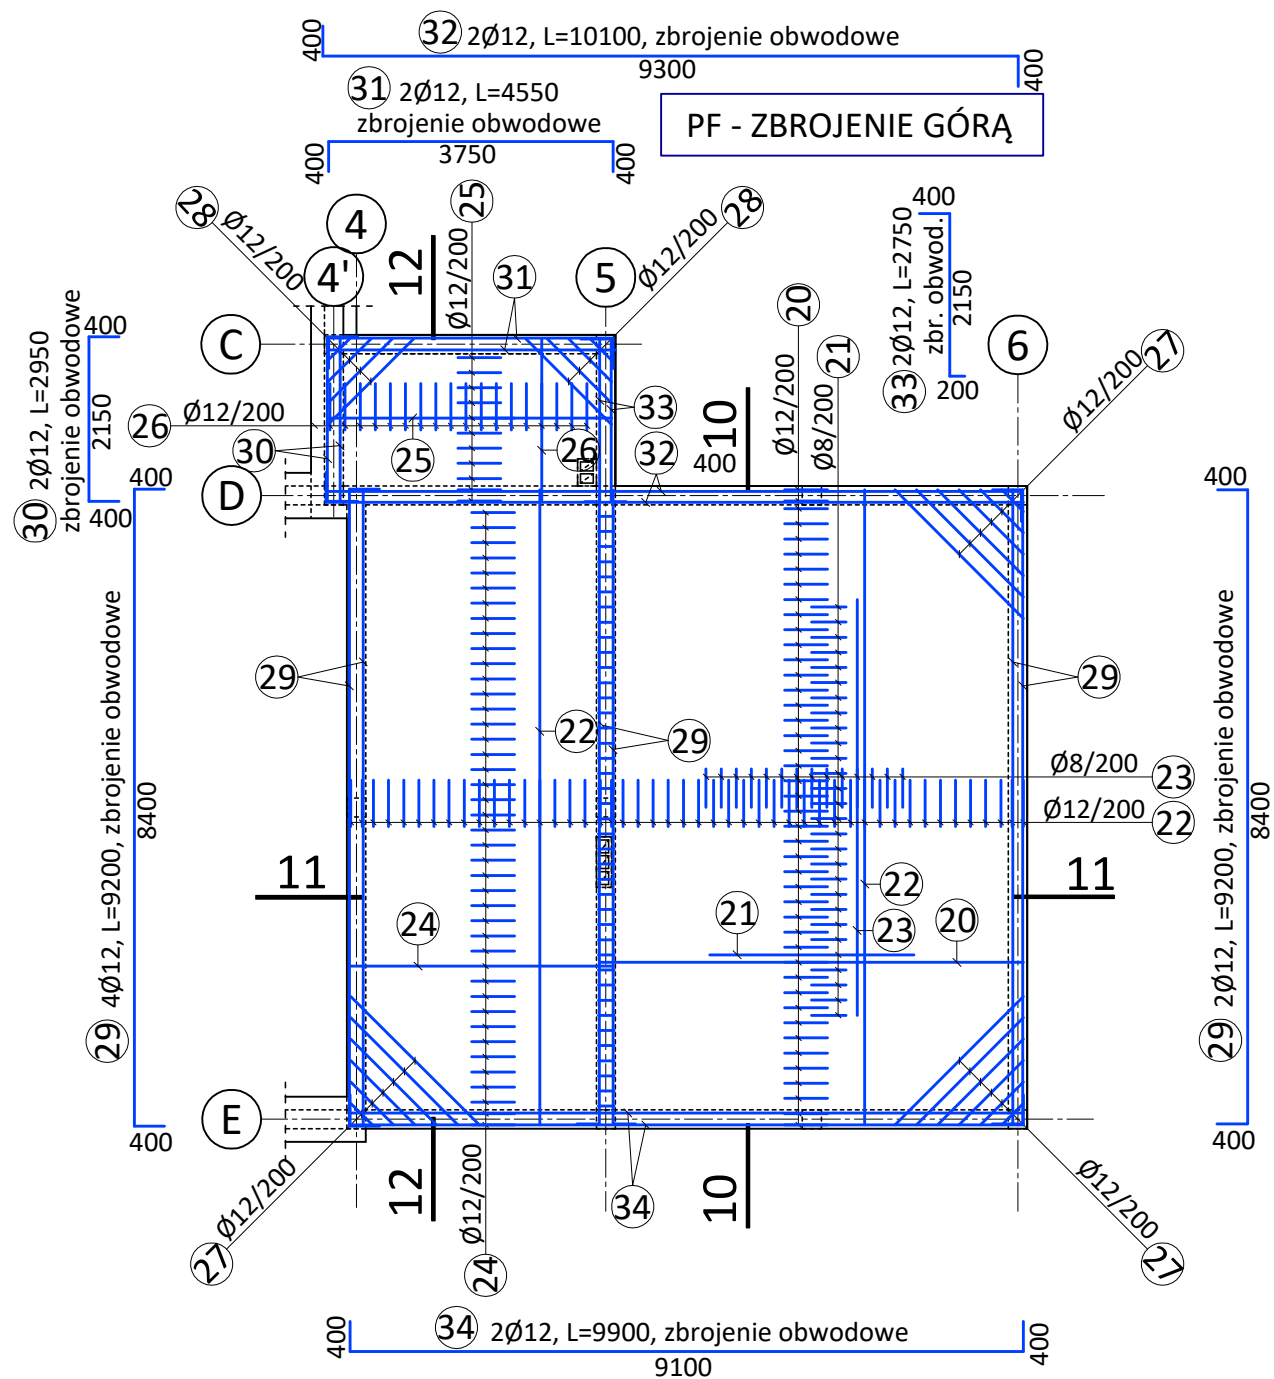 32 2Ø12, L=10100, zbrojenie obwodowe
400
9300
400
31 2Ø12, L=4550
zbrojenie obwodowe
400
3750
400
PF - ZBROJENIE GÓRĄ
28
Ø12/200
4
4'
12
25
Ø12/200
31
5
28
Ø12/200
400
33 2Ø12, L=2750
zbr. obwod.
2150
200
20
Ø12/200
21
Ø8/200
6
27
Ø12/200
30 2Ø12, L=2950
zbrojenie obwodowe
400
2150
400
C
26
Ø12/200
30
25
26
33
32
10
400
D
400
29 4Ø12, L=9200, zbrojenie obwodowe
8400
400
29
22
29
29
Ø8/200
23
Ø12/200
22
400
29 2Ø12, L=9200, zbrojenie obwodowe
8400
400
11
11
24
21
22
23
20
E
12
Ø12/200
24
34
10
27
Ø12/200
27
Ø12/200
34 2Ø12, L=9900, zbrojenie obwodowe
400
9100
400